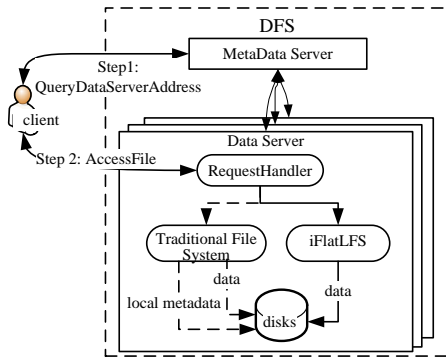 DFS
MetaData Server
Step1:
QueryDataServerAddress
client
Data Server
Step 2: AccessFile
RequestHandler
Traditional File
System
iFlatLFS
data
local metadata
data
disks